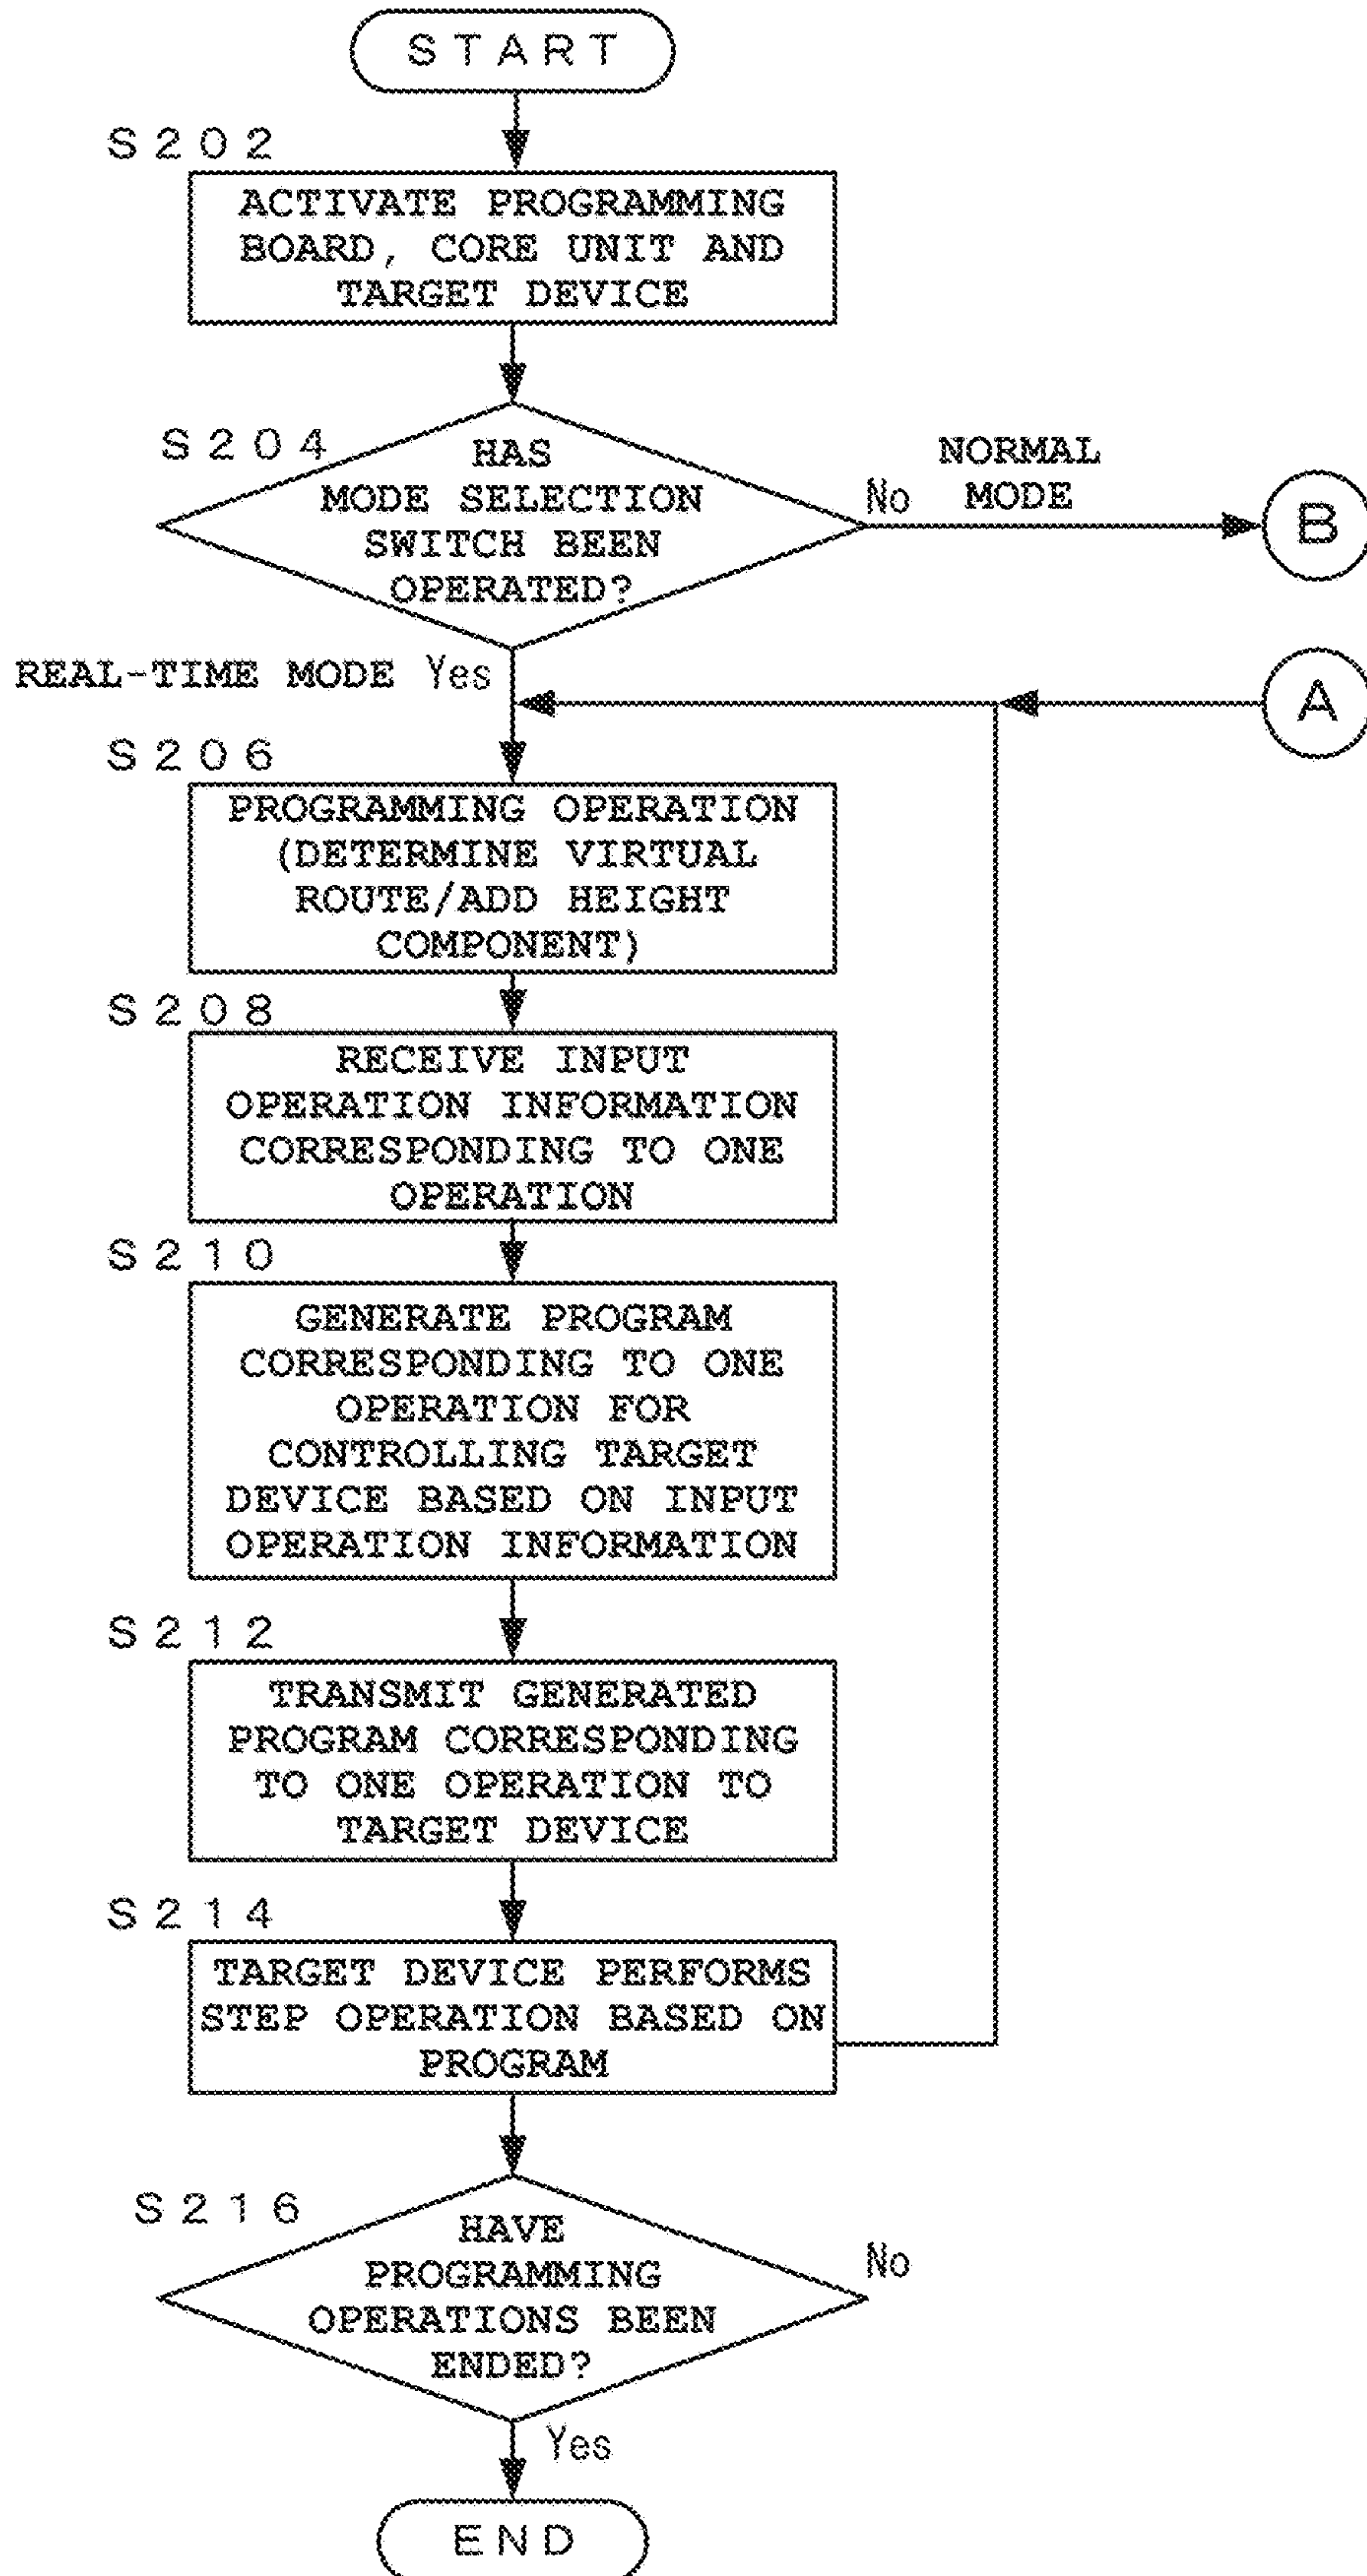 START
S202
ACTIVATE PROGRAMMING
BOARD, CORE UNIT AND
TARGET DEVICE
S204
HAS
MODE SELECTION
SWITCH BEEN
OPERATED?
No
NORMAL
MODE
B
REAL-TIME MODE Yes
A
S206
PROGRAMMING OPERATION
(DETERMINE VIRTUAL
ROUTE/ADD HEIGHT
COMPONENT)
S208
RECEIVE INPUT
OPERATION INFORMATION
CORRESPONDING TO ONE
OPERATION
S210
GENERATE PROGRAM
CORRESPONDING TO ONE
OPERATION FOR
CONTROLLING TARGET
DEVICE BASED ON INPUT
OPERATION INFORMATION
S212
TRANSMIT GENERATED
PROGRAM CORRESPONDING
TO ONE OPERATION TO
TARGET DEVICE
S214
TARGET DEVICE PERFORMS
STEP OPERATION BASED ON
PROGRAM
S216
HAVE
PROGRAMMING
OPERATIONS BEEN
ENDED?
No
Yes
END